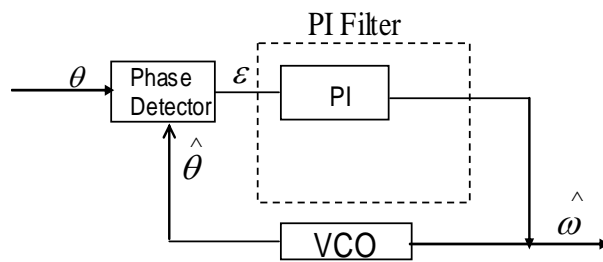 PI Filter
θ
Phase
Detector
ε
PI
^
θ
VCO
^
ω